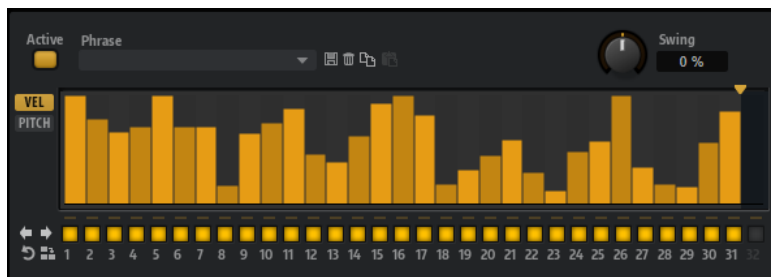 Active Phrase Swing
0 %
VEL
PITCH
1 2 3 4 5 6 7 8 9 10 11 12 13 14 15 16 17 18 19 20 21 22 23 24 25 26 27 28 29 30 31 32